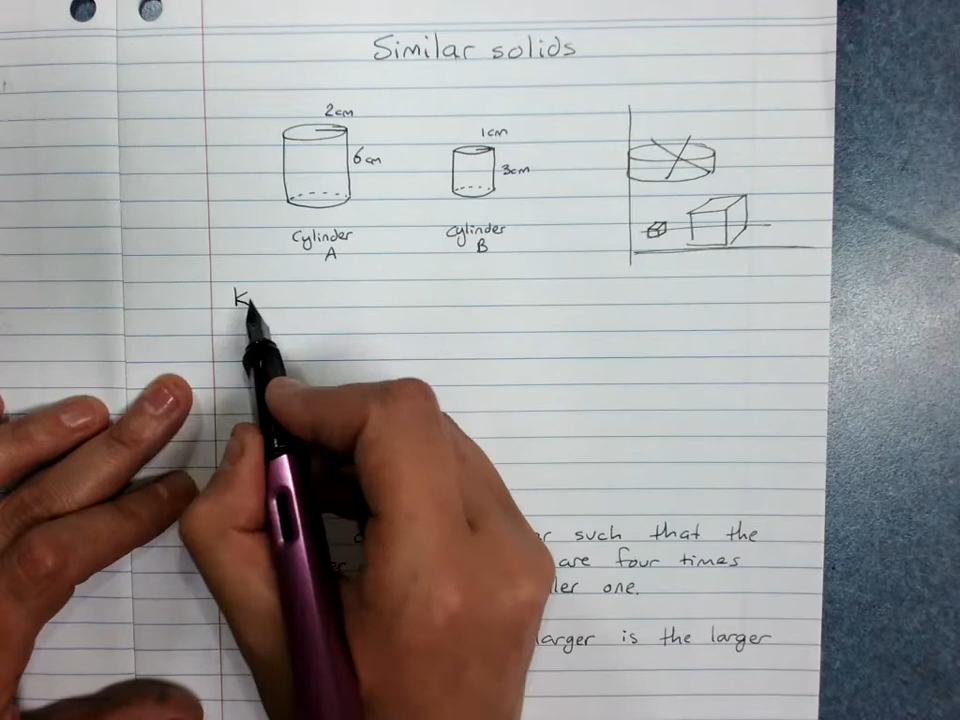 Similar solids
2cm
1cm
6cm
3cm
Cylinder
A
Cylinder
B
K
such that the
are four times
one.
larger is the larger